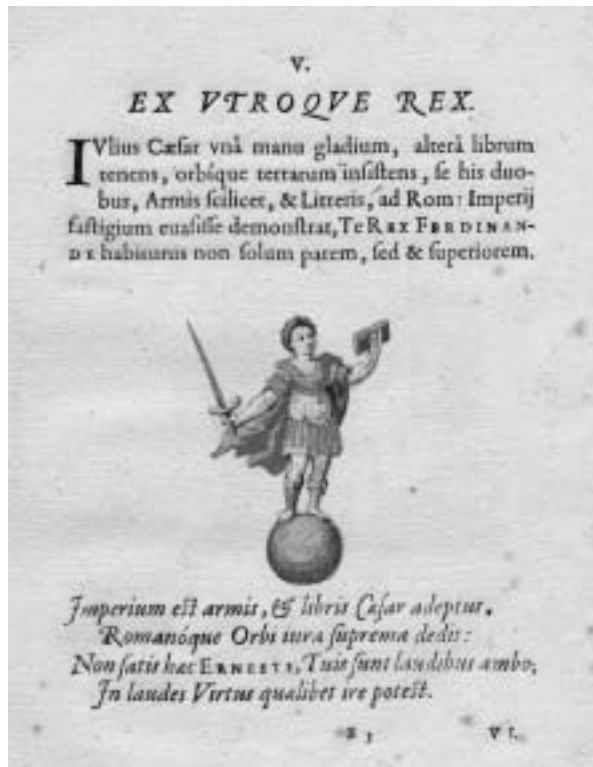 V.
EX VTROQVE REX.
IVlius Cæsar vnâ manu gladium, alterâ librum
tenens, orbíque terrarum insistens, se his duo-
bus, Armis scilicet, & Litteris, ad Rom: Imperij
fastigium euasisse demonstrat, Te REX FERDINAN-
DE habiturus non solum parem, sed & superiorem.
Imperium est armis, & libris Cæsar adeptus,
Romanóque Orbi iura suprema dedit:
Non satis hæc ERNESTE, Tuis sunt laudibus ambo;
In laudes Virtus qualibet ire potest.
E 3 VI.